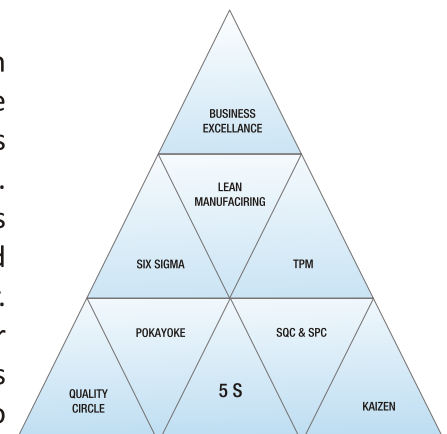 BUSINESS
EXCELLANCE
LEAN
MANUFACIRING
SIX SIGMA
TPM
POKAYOKE
SQC & SPC
5 S
QUALITY
CIRCLE
KAIZEN